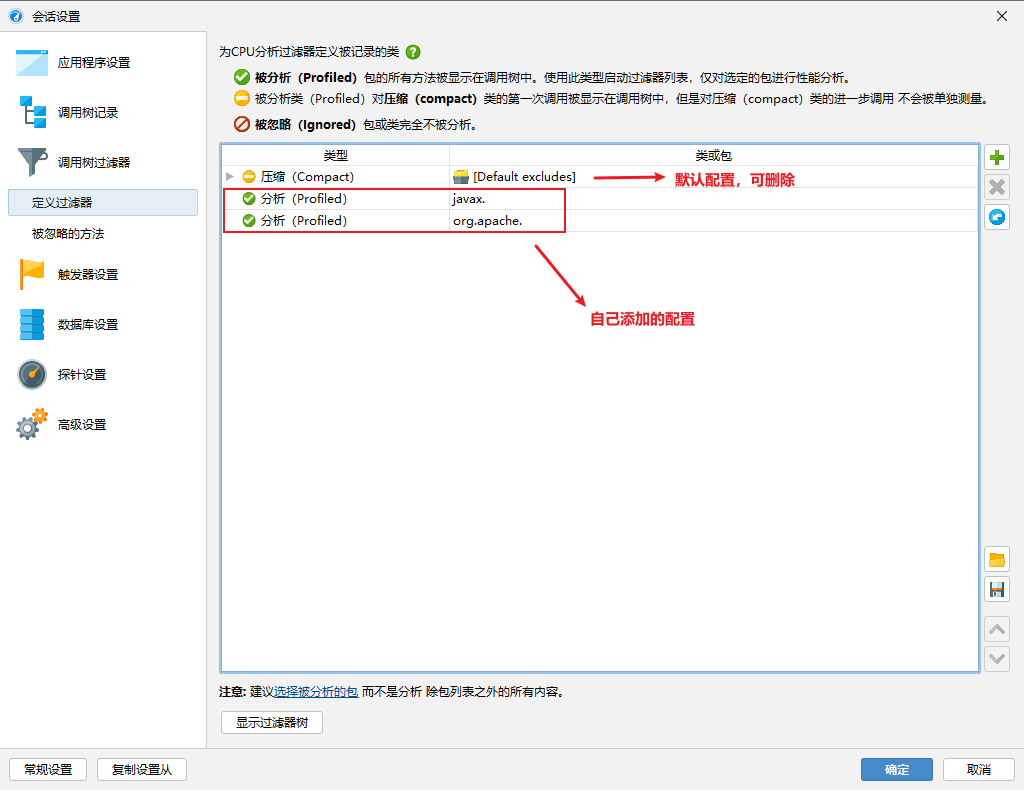 会话设置
应用程序设置
调用树记录
调用树过滤器
定义过滤器
被忽略的方法
触发器设置
数据库设置
探针设置
高级设置
为CPU分析过滤器定义被记录的类
被分析（Profiled）包的所有方法被显示在调用树中。使用此类型启动过滤器列表，仅对选定的包进行性能分析。
被分析类（Profiled）对压缩（compact）类的第一次调用被显示在调用树中，但是对压缩（compact）类的进一步调用 不会被单独测量。
被忽略（Ignored）包或类完全不被分析。
类型 类或包
压缩（Compact） [Default excludes] 默认配置，可删除
分析（Profiled） javax.
分析（Profiled） org.apache.
自己添加的配置
注意: 建议选择被分析的包 而不是分析 除包列表之外的所有内容。
显示过滤器树
常规设置 复制设置从 确定 取消